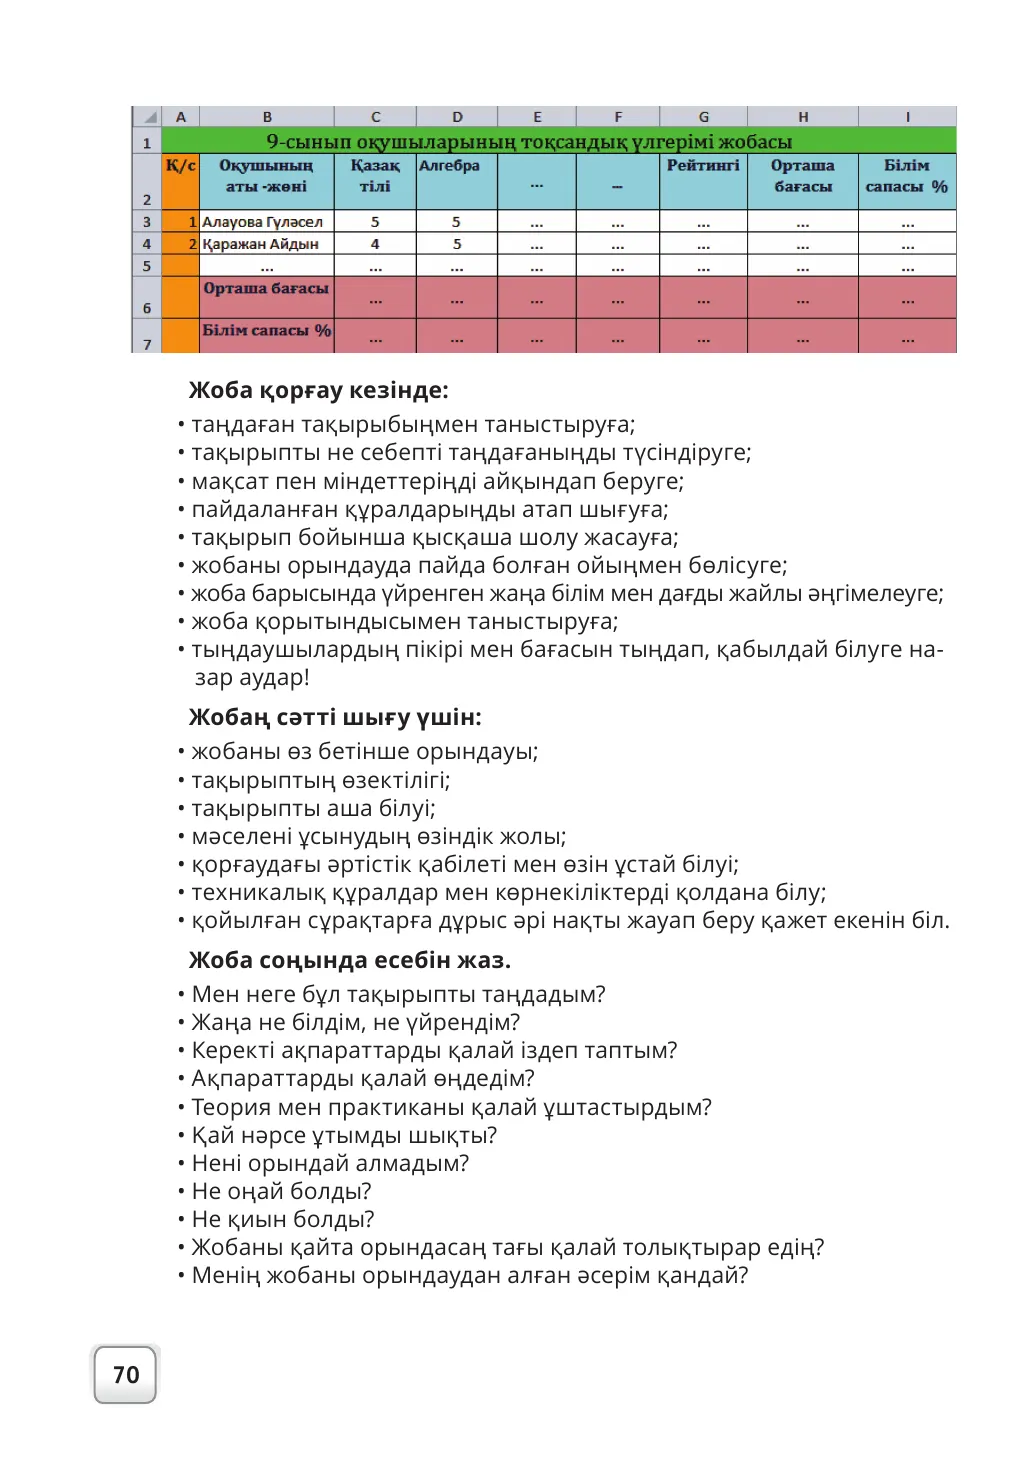 A B C D E F G H I
1 9-сынып оқушыларының тоқсандық үлгерімі жобасы
Қ/с Оқушының Қазақ Алгебра Рейтингі Орташа Білім
аты -жөні тілі ... ... бағасы сапасы %
2
3 1 Алауова Гүләсел 5 5 ... ... ... ... ...
4 2 Қаражан Айдын 4 5 ... ... ... ... ...
5 ... ... ... ... ... ... ... ...
Орташа бағасы
6 ... ... ... ... ... ... ...
Білім сапасы %
7 ... ... ... ... ... ... ...
Жоба қорғау кезінде:
• таңдаған тақырыбыңмен таныстыруға;
• тақырыпты не себепті таңдағаныңды түсіндіруге;
• мақсат пен міндеттеріңді айқындап беруге;
• пайдаланған құралдарыңды атап шығуға;
• тақырып бойынша қысқаша шолу жасауға;
• жобаны орындауда пайда болған ойыңмен бөлісуге;
• жоба барысында үйренген жаңа білім мен дағды жайлы әңгімелеуге;
• жоба қорытындысымен таныстыруға;
• тыңдаушылардың пікірі мен бағасын тыңдап, қабылдай білуге на-
зар аудар!
Жобаң сәтті шығу үшін:
• жобаны өз бетінше орындауы;
• тақырыптың өзектілігі;
• тақырыпты аша білуі;
• мәселені ұсынудың өзіндік жолы;
• қорғаудағы әртістік қабілеті мен өзін ұстай білуі;
• техникалық құралдар мен көрнекіліктерді қолдана білу;
• қойылған сұрақтарға дұрыс әрі нақты жауап беру қажет екенін біл.
Жоба соңында есебін жаз.
• Мен неге бұл тақырыпты таңдадым?
• Жаңа не білдім, не үйрендім?
• Керекті ақпараттарды қалай іздеп таптым?
• Ақпараттарды қалай өңдедім?
• Теория мен практиканы қалай ұштастырдым?
• Қай нәрсе ұтымды шықты?
• Нені орындай алмадым?
• Не оңай болды?
• Не қиын болды?
• Жобаны қайта орындасаң тағы қалай толықтырар едің?
• Менің жобаны орындаудан алған әсерім қандай?
70